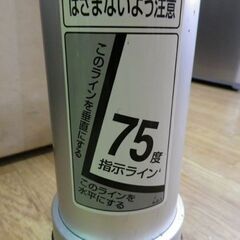 はさまないよう注意
このラインを垂直にする
75度
指示ライン
このラインを
水平にする